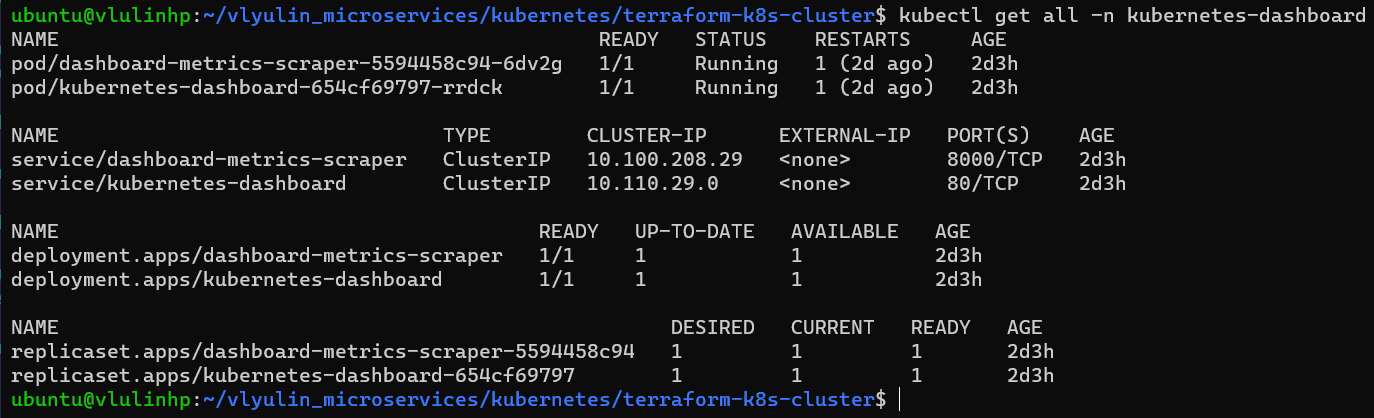 ubuntu@vlulinhp:~/vlyulin_microservices/kubernetes/terraform-k8s-cluster$ kubectl get all -n kubernetes-dashboard
NAME READY STATUS RESTARTS AGE
pod/dashboard-metrics-scraper-5594458c94-6dv2g 1/1 Running 1 (2d ago) 2d3h
pod/kubernetes-dashboard-654cf69797-rrdck 1/1 Running 1 (2d ago) 2d3h
NAME TYPE CLUSTER-IP EXTERNAL-IP PORT(S) AGE
service/dashboard-metrics-scraper ClusterIP 10.100.208.29 <none> 8000/TCP 2d3h
service/kubernetes-dashboard ClusterIP 10.110.29.0 <none> 80/TCP 2d3h
NAME READY UP-TO-DATE AVAILABLE AGE
deployment.apps/dashboard-metrics-scraper 1/1 1 1 2d3h
deployment.apps/kubernetes-dashboard 1/1 1 1 2d3h
NAME DESIRED CURRENT READY AGE
replicaset.apps/dashboard-metrics-scraper-5594458c94 1 1 1 2d3h
replicaset.apps/kubernetes-dashboard-654cf69797 1 1 1 2d3h
ubuntu@vlulinhp:~/vlyulin_microservices/kubernetes/terraform-k8s-cluster$